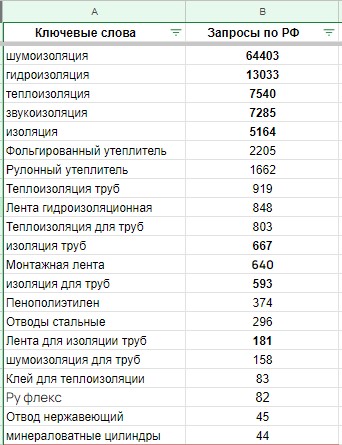 A B
Ключевые слова Запросы по РФ
шумоизоляция 64403
гидроизоляция 13033
теплоизоляция 7540
звукоизоляция 7285
изоляция 5164
Фольгированный утеплитель 2205
Рулонный утеплитель 1662
Теплоизоляция труб 919
Лента гидроизоляционная 848
Теплоизоляция для труб 803
изоляция труб 667
Монтажная лента 640
изоляция для труб 593
Пенополиэтилен 374
Отводы стальные 296
Лента для изоляции труб 181
шумоизоляция для труб 158
Клей для теплоизоляции 83
Ру флекс 82
Отвод нержавеющий 45
минераловатные цилиндры 44